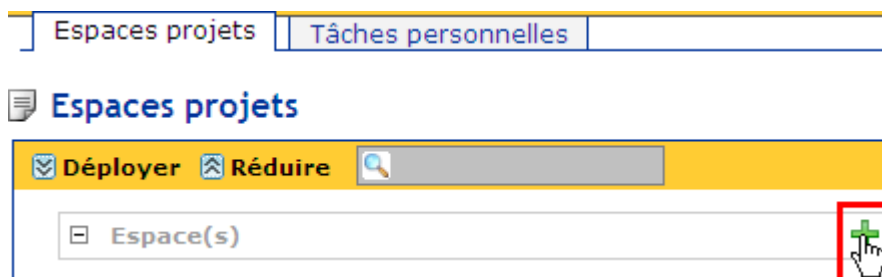 Espaces projets Tâches personnelles
Espaces projets
Déployer Réduire
Espace(s)